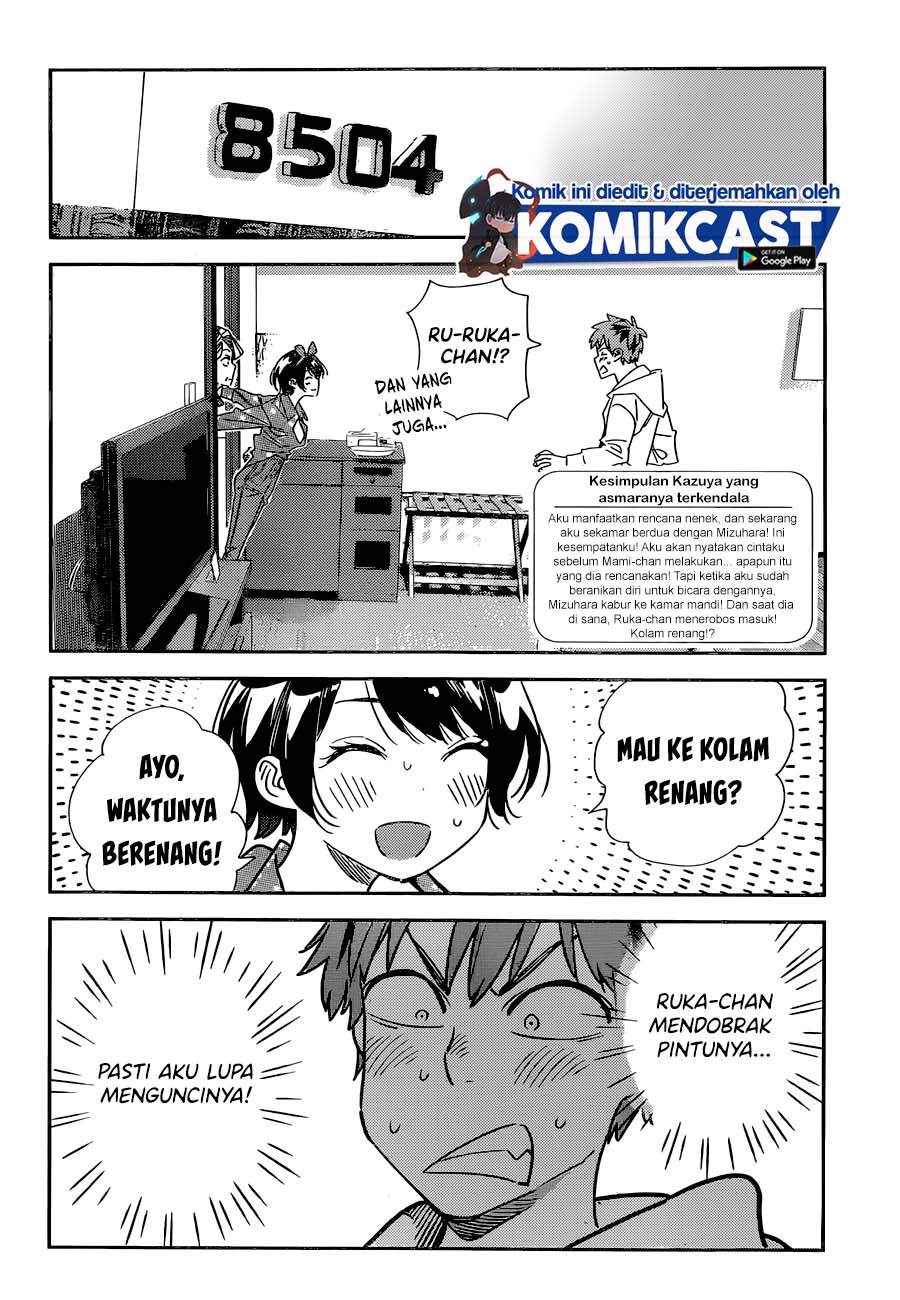 8504
Komik ini diedit & diterjemahkan oleh
KOMIKCAST
GET IT ON
Google Play
RU-RUKA-
CHAN!?
DAN YANG
LAINNYA
JUGA...
Kesimpulan Kazuya yang
asmaranya terkendala
Aku manfaatkan rencana nenek, dan sekarang
aku sekamar berdua dengan Mizuhara! Ini
kesempatanku! Aku akan nyatakan cintaku
sebelum Mami-chan melakukan... apapun itu
yang dia rencanakan! Tapi ketika aku sudah
beranikan diri untuk bicara dengannya,
Mizuhara kabur ke kamar mandi! Dan saat dia
di sana, Ruka-chan menerobos masuk!
Kolam renang!?
MAU KE KOLAM
RENANG?
AYO,
WAKTUNYA
BERENANG!
RUKA-CHAN
MENDOBRAK
PINTUNYA...
PASTI AKU LUPA
MENGUNCINYA!